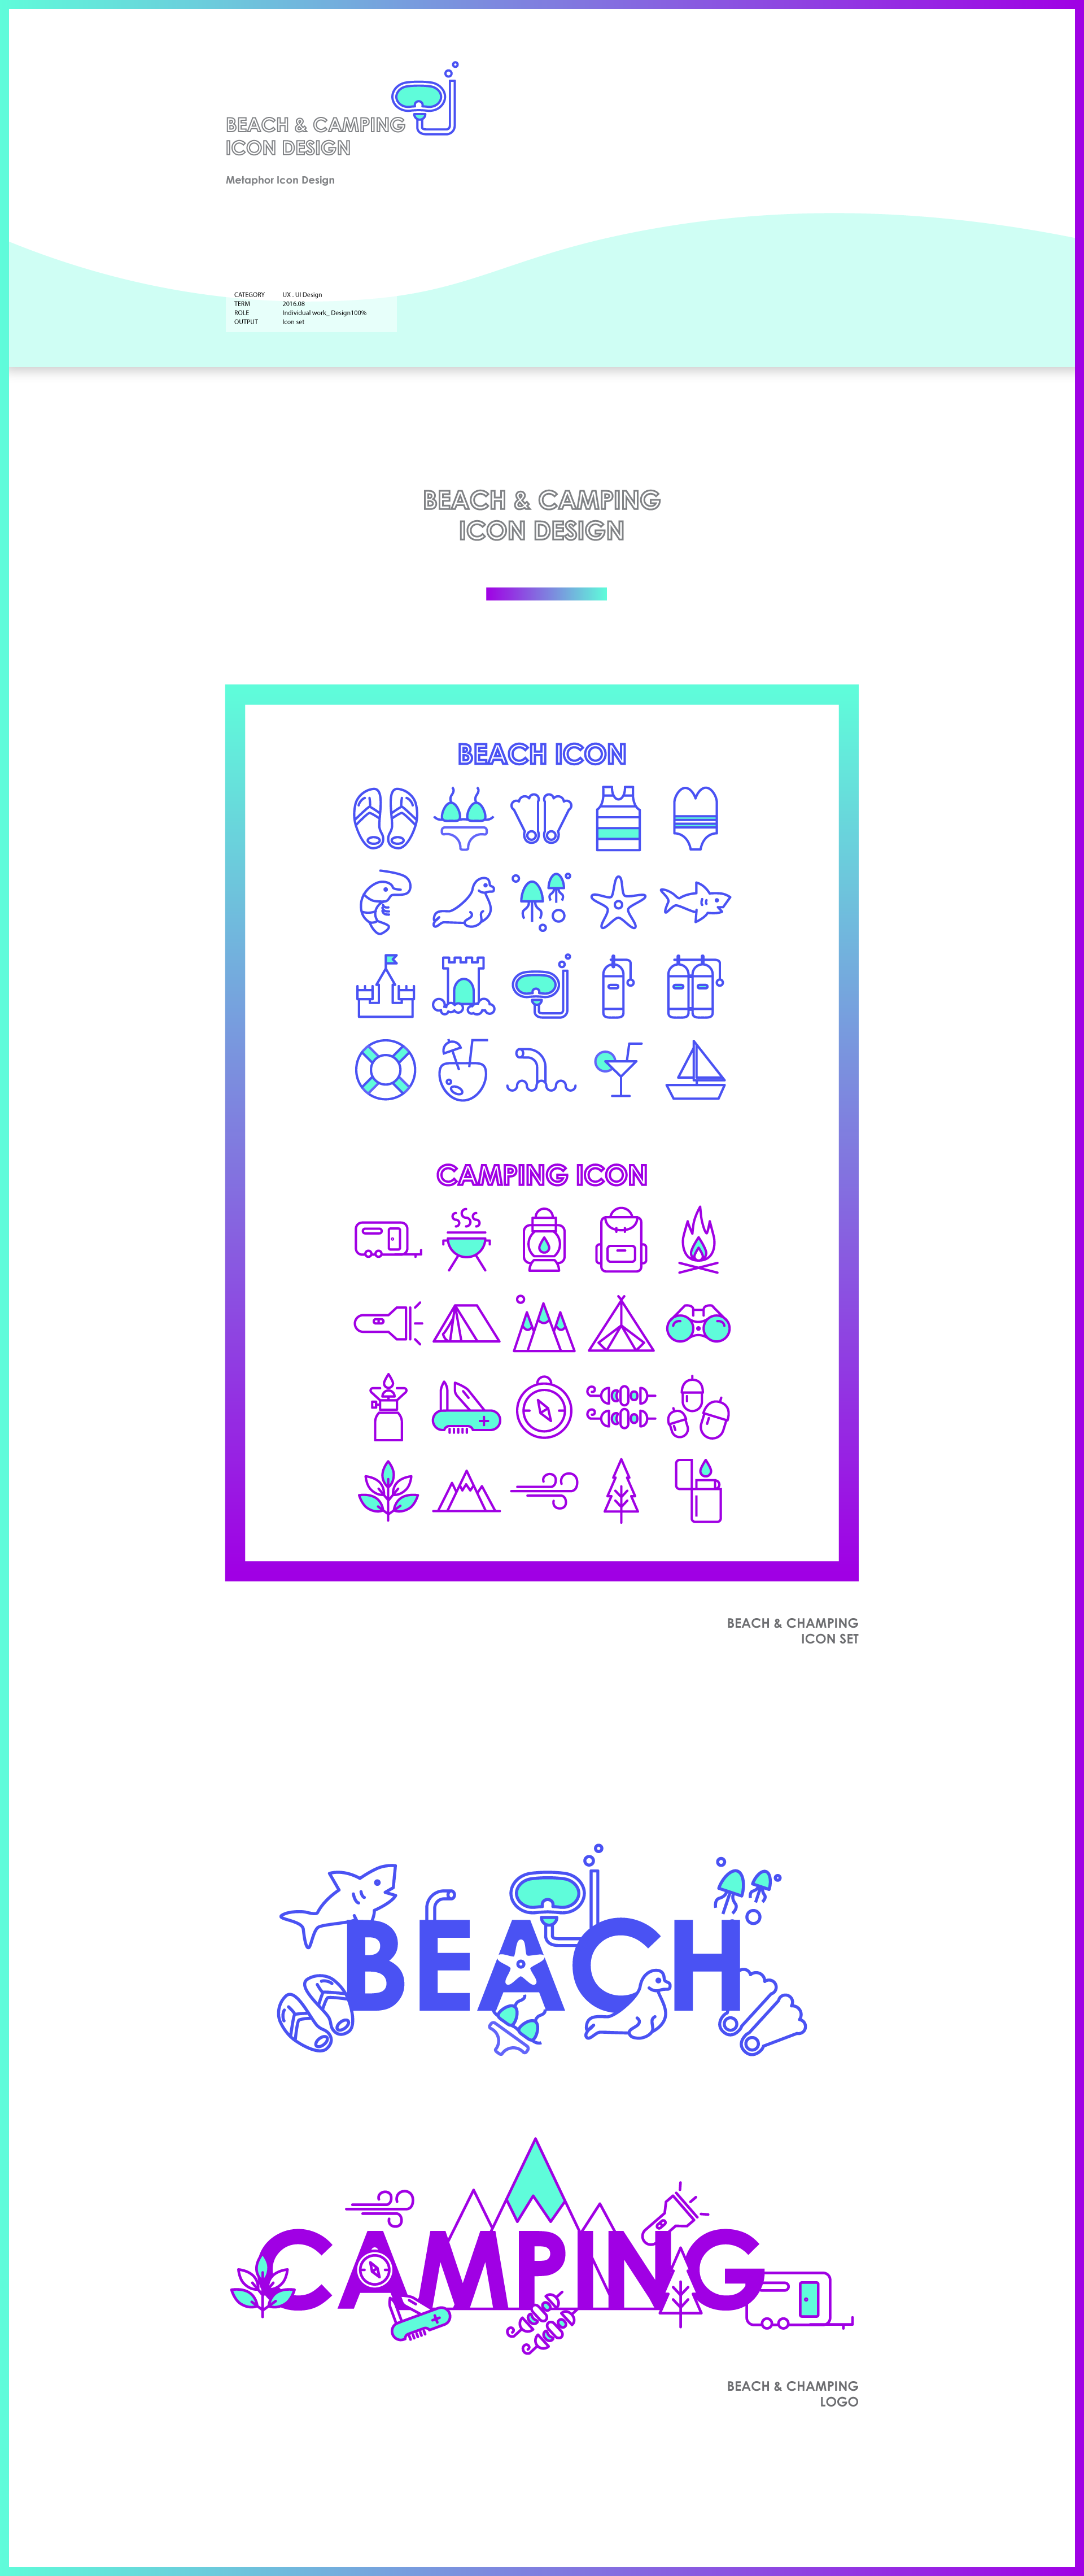 BEACH & CAMPING
ICON DESIGN
Metaphor Icon Design
CATEGORY UX . UI Design
TERM 2016.08
ROLE Individual work_ Design100%
OUTPUT Icon set
BEACH & CAMPING
ICON DESIGN
BEACH ICON
CAMPING ICON
BEACH & CHAMPING
ICON SET
BEACH
CAMPING
BEACH & CHAMPING
LOGO